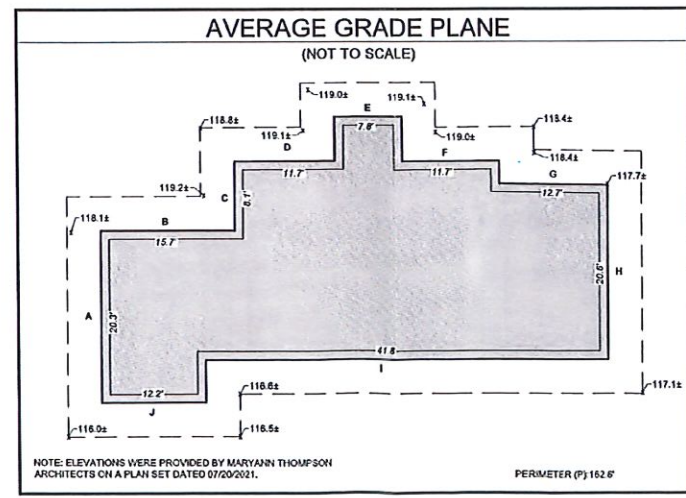 AVERAGE GRADE PLANE
(NOT TO SCALE)
119.0±
119.1±
E
118.8±
119.1±
7.8'
119.0±
118.4±
D
F
118.4±
11.7'
11.7'
G
117.7±
119.2±
C
8.1'
12.7'
118.1±
B
15.7'
A
20.3'
20.6'
H
41.8
I
12.2'
J
116.6±
117.1±
116.0±
116.5±
NOTE: ELEVATIONS WERE PROVIDED BY MARYANN THOMPSON
ARCHITECTS ON A PLAN SET DATED 07/20/2021.
PERIMETER (P):162.6'